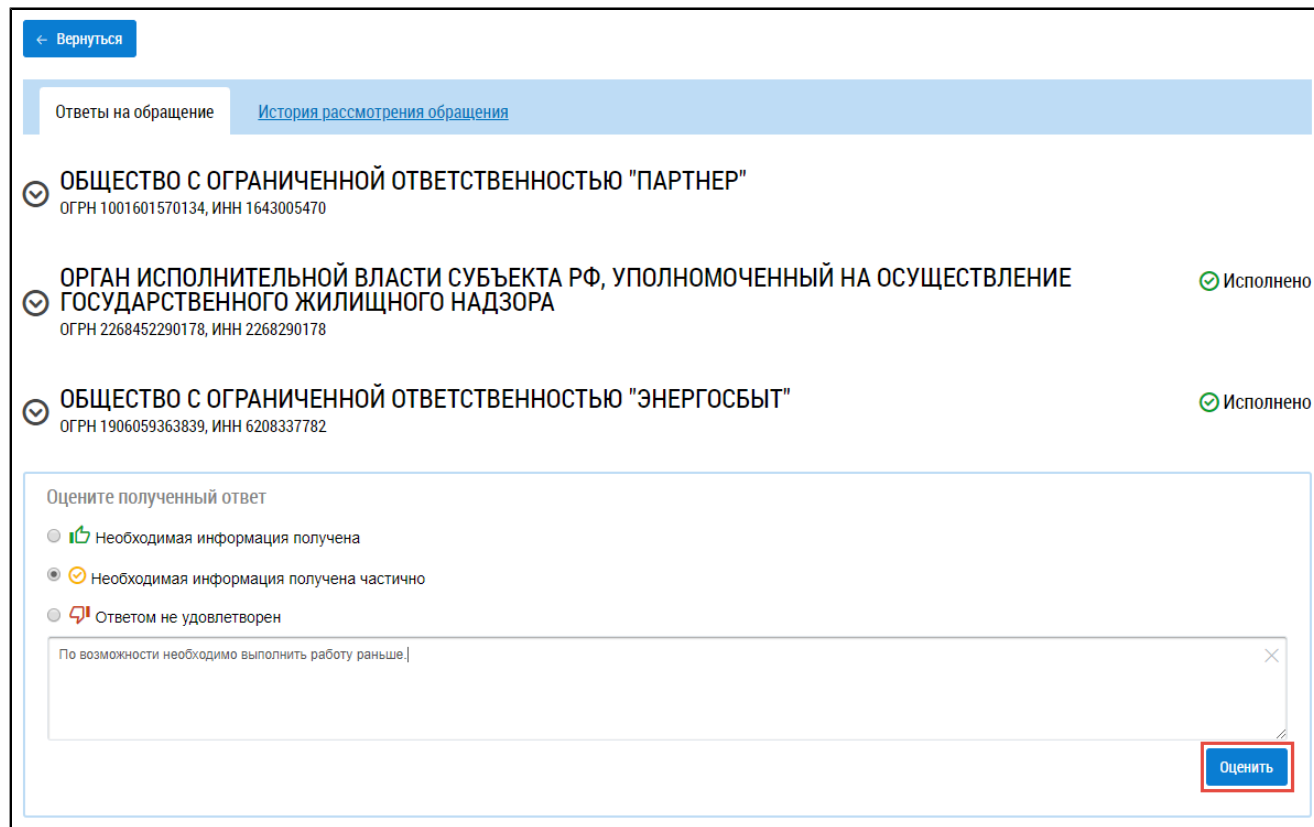 ← Вернуться
Ответы на обращение История рассмотрения обращения
ОБЩЕСТВО С ОГРАНИЧЕННОЙ ОТВЕТСТВЕННОСТЬЮ "ПАРТНЕР"
ОГРН 1001601570134, ИНН 1643005470
ОРГАН ИСПОЛНИТЕЛЬНОЙ ВЛАСТИ СУБЪЕКТА РФ, УПОЛНОМОЧЕННЫЙ НА ОСУЩЕСТВЛЕНИЕ
ГОСУДАРСТВЕННОГО ЖИЛИЩНОГО НАДЗОРА
Исполнено
ОГРН 2268452290178, ИНН 2268290178
ОБЩЕСТВО С ОГРАНИЧЕННОЙ ОТВЕТСТВЕННОСТЬЮ "ЭНЕРГОСБЫТ"
Исполнено
ОГРН 1906059363839, ИНН 6208337782
Оцените полученный ответ
Необходимая информация получена
Необходимая информация получена частично
Ответом не удовлетворен
По возможности необходимо выполнить работу раньше.
Оценить